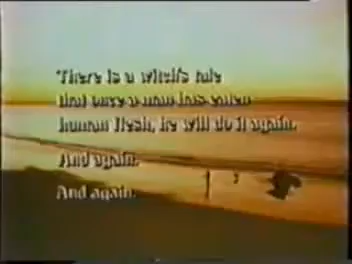 There is a witch's tale
that once a man has eaten
human flesh, he will do it again.
And again.
And again.